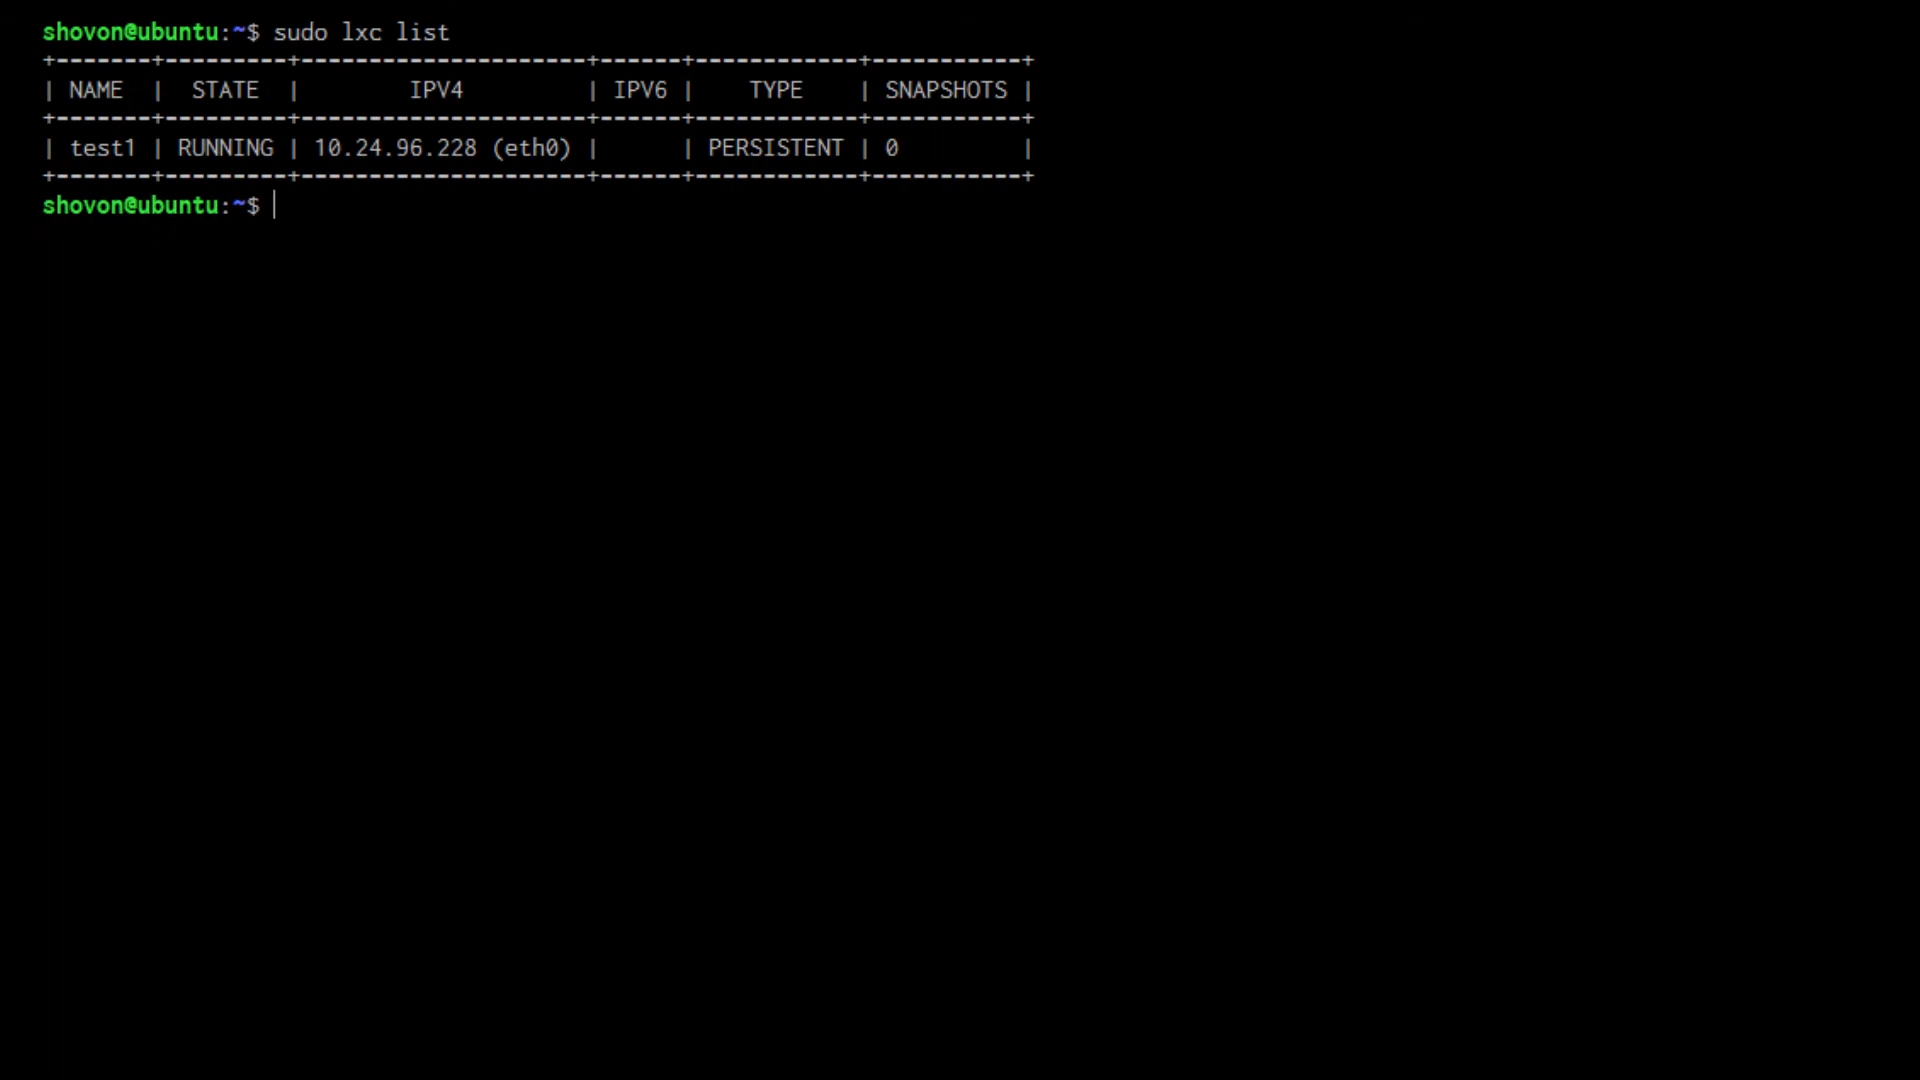 shovon@ubuntu:~$ sudo lxc list
+-------+---------+---------------------+------+------------+-----------+
| NAME  |  STATE  |        IPV4         | IPV6 |    TYPE    | SNAPSHOTS |
+-------+---------+---------------------+------+------------+-----------+
| test1 | RUNNING | 10.24.96.228 (eth0) |      | PERSISTENT | 0         |
+-------+---------+---------------------+------+------------+-----------+
shovon@ubuntu:~$